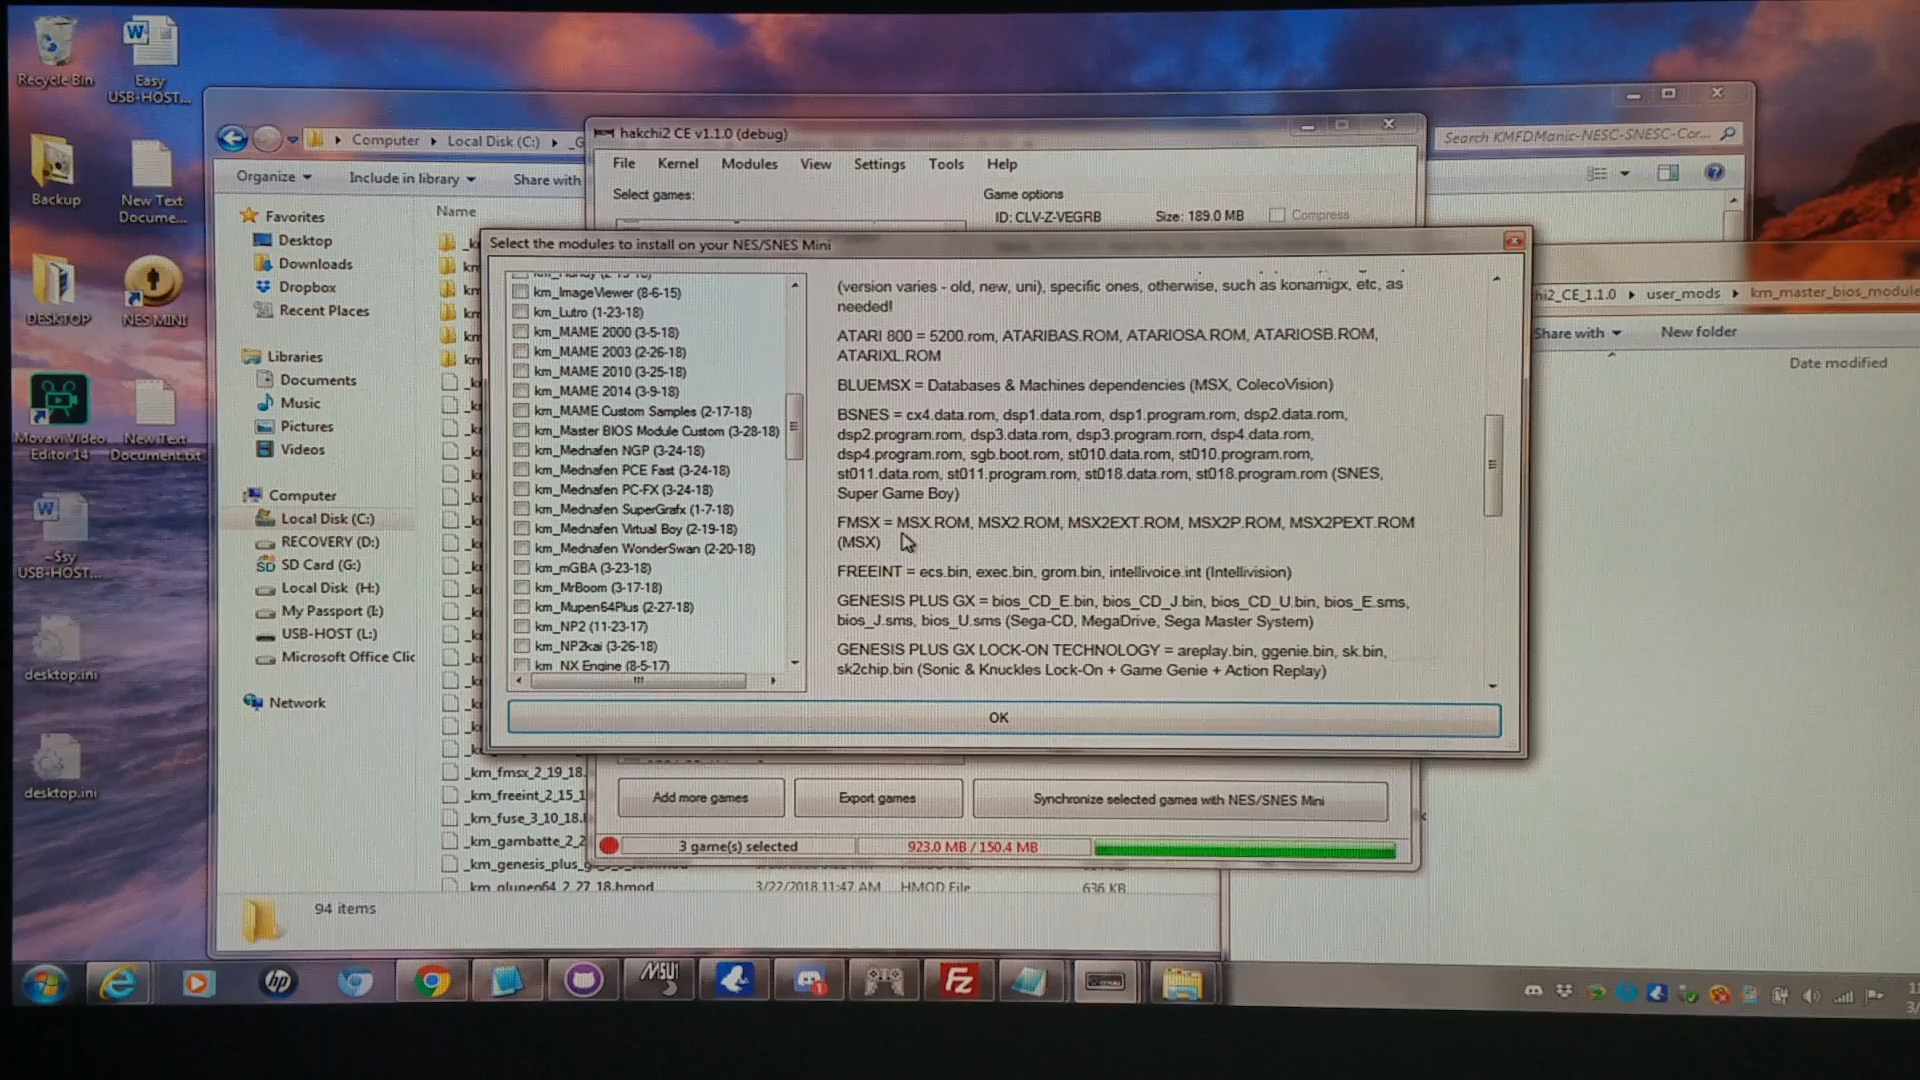 Recycle Bin
Easy
USB-HOST...
Backup
New Text
Docume...
DESKTOP
NES MINI
Movavi Video
Editor 14
New Text
Document.txt
~Ssy
USB-HOST...
desktop.ini
desktop.ini
Computer
Local Disk (C:)
Search KMFDManic-NESC-SNESC-Cor...
Organize
Include in library
Share with
Name
Favorites
Desktop
Downloads
Dropbox
Recent Places
Libraries
Documents
Music
Pictures
Videos
Computer
Local Disk (C:)
RECOVERY (D:)
SD Card (G:)
Local Disk (H:)
My Passport (I:)
USB-HOST (L:)
Microsoft Office Clic
Network
_km_fmsx_2_19_18.
_km_freeint_2_15_1
_km_fuse_3_10_18.
_km_gambatte_2_2
_km_genesis_plus_g
_km_glupen64_2_27_18.hmod
3/22/2018 11:47 AM
HMOD File
636 KB
94 items
hakchi2 CE v1.1.0 (debug)
File
Kernel
Modules
View
Settings
Tools
Help
Select games:
Game options
ID: CLV-Z-VEGRB
Size: 189.0 MB
Compress
Select the modules to install on your NES/SNES Mini
km_ImageViewer (8-6-15)
km_Lutro (1-23-18)
km_MAME 2000 (3-5-18)
km_MAME 2003 (2-26-18)
km_MAME 2010 (3-25-18)
km_MAME 2014 (3-9-18)
km_MAME Custom Samples (2-17-18)
km_Master BIOS Module Custom (3-28-18)
km_Mednafen NGP (3-24-18)
km_Mednafen PCE Fast (3-24-18)
km_Mednafen PC-FX (3-24-18)
km_Mednafen SuperGrafx (1-7-18)
km_Mednafen Virtual Boy (2-19-18)
km_Mednafen WonderSwan (2-20-18)
km_mGBA (3-23-18)
km_MrBoom (3-17-18)
km_Mupen64Plus (2-27-18)
km_NP2 (11-23-17)
km_NP2kai (3-26-18)
km_NX Engine (8-5-17)
(version varies - old, new, uni), specific ones, otherwise, such as konamigx, etc, as
needed!
ATARI 800 = 5200.rom, ATARIBAS.ROM, ATARIOSA.ROM, ATARIOSB.ROM,
ATARIXL.ROM
BLUEMSX = Databases & Machines dependencies (MSX, ColecoVision)
BSNES = cx4.data.rom, dsp1.data.rom, dsp1.program.rom, dsp2.data.rom,
dsp2.program.rom, dsp3.data.rom, dsp3.program.rom, dsp4.data.rom,
dsp4.program.rom, sgb.boot.rom, st010.data.rom, st010.program.rom,
st011.data.rom, st011.program.rom, st018.data.rom, st018.program.rom (SNES,
Super Game Boy)
FMSX = MSX.ROM, MSX2.ROM, MSX2EXT.ROM, MSX2P.ROM, MSX2PEXT.ROM
(MSX)
FREEINT = ecs.bin, exec.bin, grom.bin, intellivoice.int (Intellivision)
GENESIS PLUS GX = bios_CD_E.bin, bios_CD_J.bin, bios_CD_U.bin, bios_E.sms,
bios_J.sms, bios_U.sms (Sega-CD, MegaDrive, Sega Master System)
GENESIS PLUS GX LOCK-ON TECHNOLOGY = areplay.bin, ggenie.bin, sk.bin,
sk2chip.bin (Sonic & Knuckles Lock-On + Game Genie + Action Replay)
OK
Add more games
Export games
Synchronize selected games with NES/SNES Mini
3 game(s) selected
923.0 MB / 150.4 MB
hi2_CE_1.1.0
user_mods
km_master_bios_module
Share with
New folder
Date modified
hp
MSU1
FZ